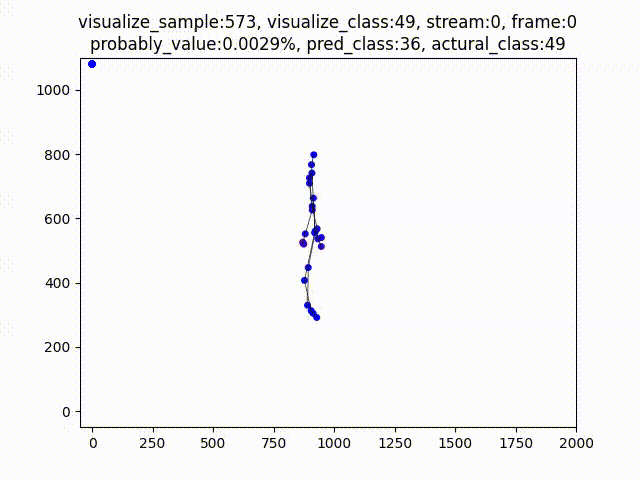 visualize_sample:573, visualize_class:49, stream:0, frame:0
probably_value:0.0029%, pred_class:36, actural_class:49
1000
800
600
400
200
0
0 250 500 750 1000 1250 1500 1750 2000